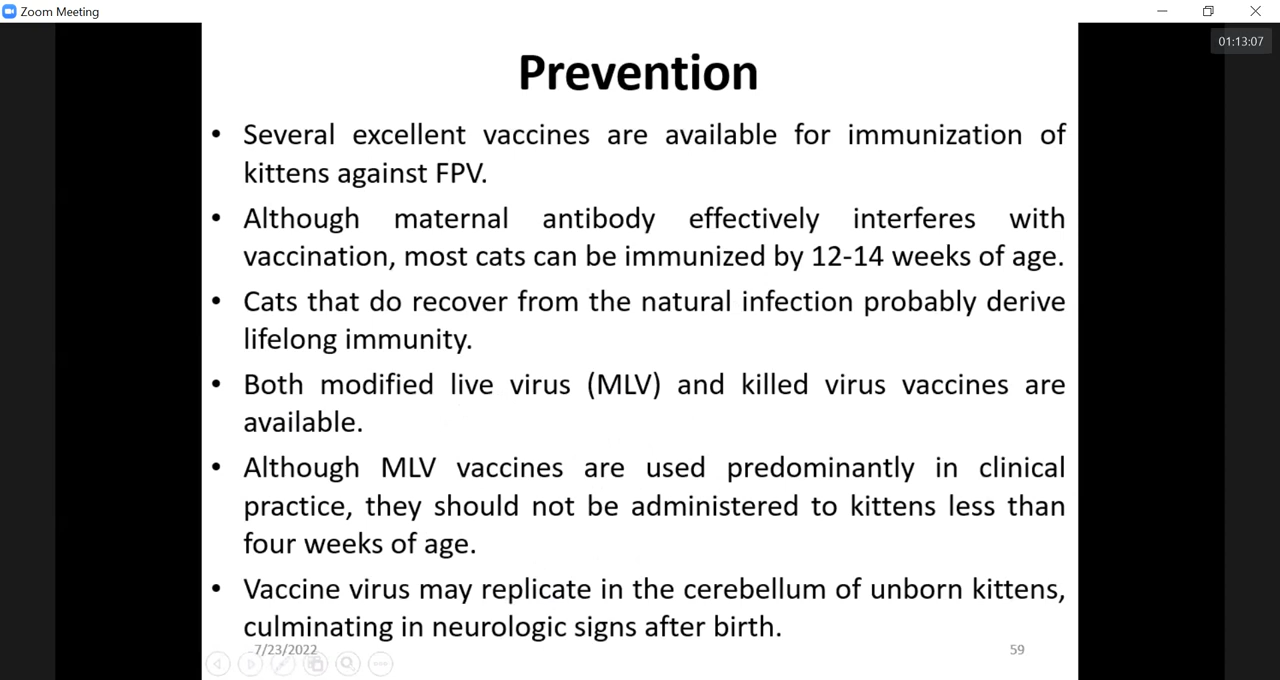 Zoom Meeting
01:13:07
Prevention
• Several excellent vaccines are available for immunization of
kittens against FPV.
• Although maternal antibody effectively interferes with
vaccination, most cats can be immunized by 12-14 weeks of age.
• Cats that do recover from the natural infection probably derive
lifelong immunity.
• Both modified live virus (MLV) and killed virus vaccines are
available.
• Although MLV vaccines are used predominantly in clinical
practice, they should not be administered to kittens less than
four weeks of age.
• Vaccine virus may replicate in the cerebellum of unborn kittens,
culminating in neurologic signs after birth.
7/23/2022
59